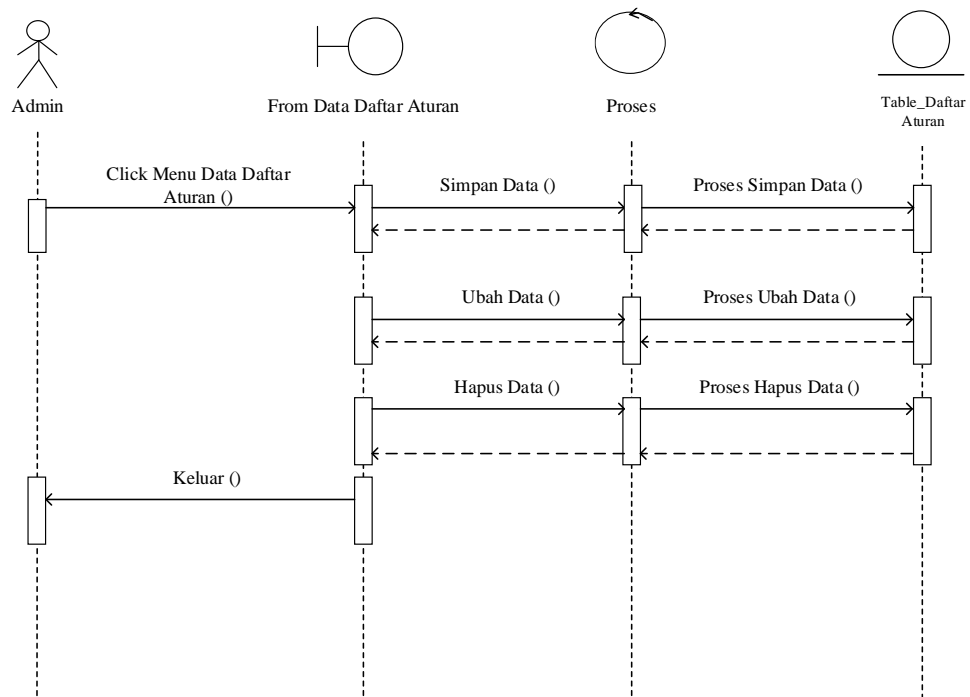 Admin
From Data Daftar Aturan
Proses
Table_Daftar
Aturan
Click Menu Data Daftar
Aturan ()
Simpan Data ()
Proses Simpan Data ()
Ubah Data ()
Proses Ubah Data ()
Hapus Data ()
Proses Hapus Data ()
Keluar ()